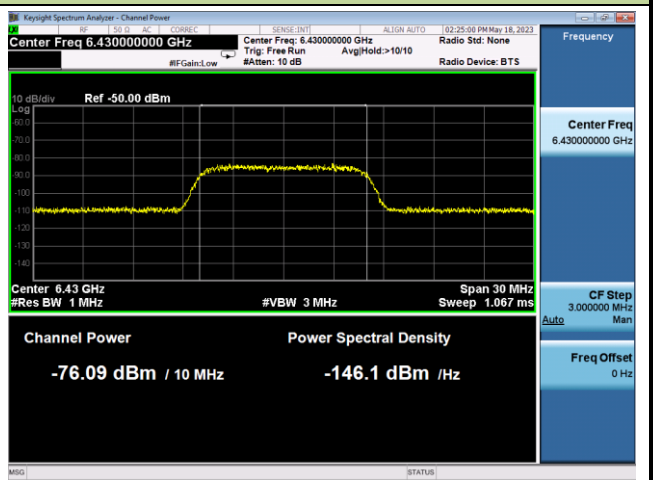 Keysight Spectrum Analyzer - Channel Power
RF 50 Ω AC CORREC SENSE:INT ALIGN AUTO 02:25:00 PM May 18, 2023
Center Freq 6.430000000 GHz
Center Freq: 6.430000000 GHz
Radio Std: None
Trig: Free Run Avg|Hold:>10/10
#IFGain:Low
#Atten: 10 dB
Radio Device: BTS
10 dB/div Ref -50.00 dBm
Log
-60.0
-70.0
-80.0
-90.0
-100
-110
-120
-130
-140
Center 6.43 GHz
Span 30 MHz
#Res BW 1 MHz
#VBW 3 MHz
Sweep 1.067 ms
Channel Power
Power Spectral Density
-76.09 dBm / 10 MHz
-146.1 dBm /Hz
MSG
STATUS
Frequency
Center Freq
6.430000000 GHz
CF Step
3.000000 MHz
Auto Man
Freq Offset
0 Hz